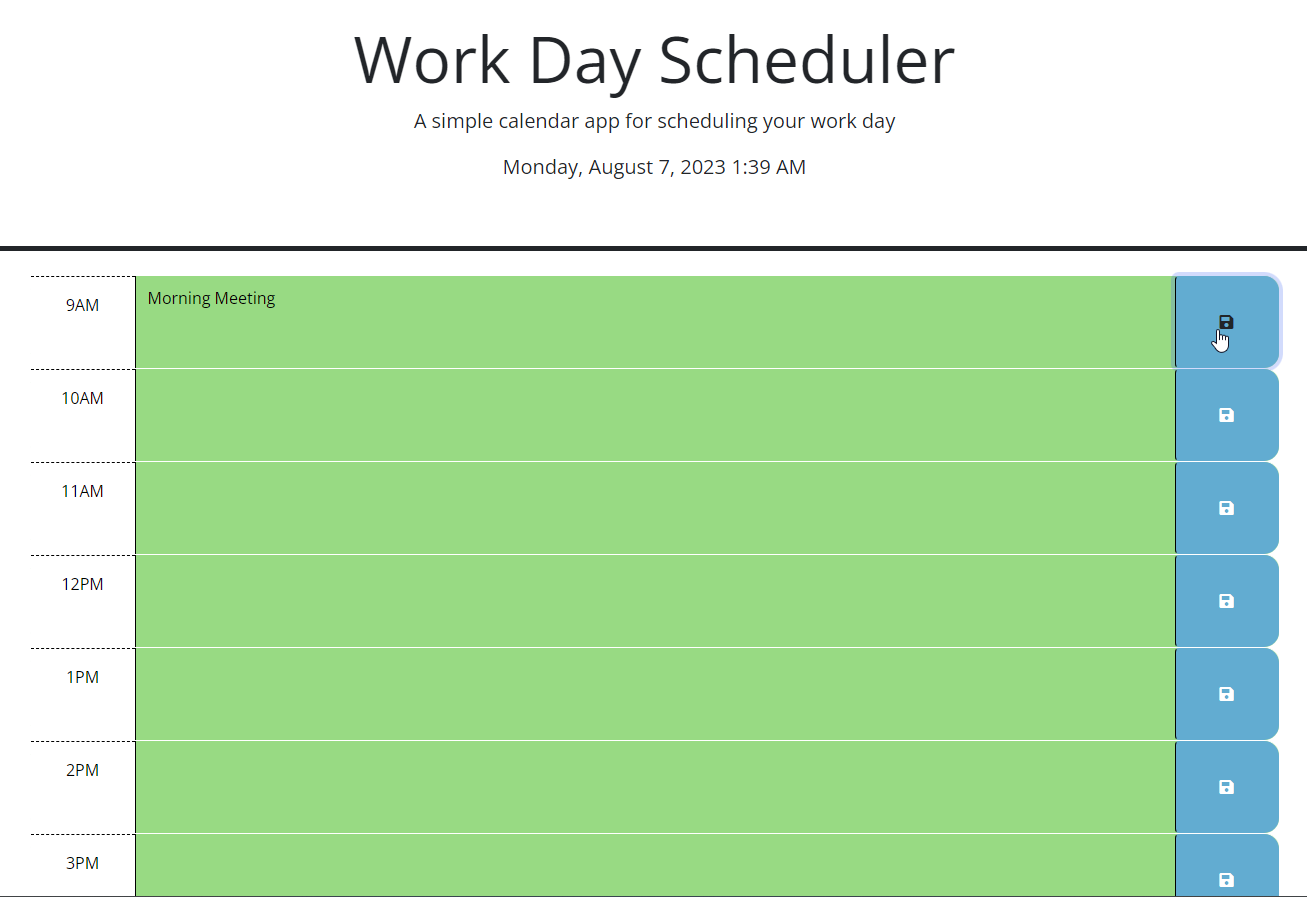 Work Day Scheduler
A simple calendar app for scheduling your work day
Monday, August 7, 2023 1:39 AM
9AM
Morning Meeting
10AM
11AM
12PM
1PM
2PM
3PM